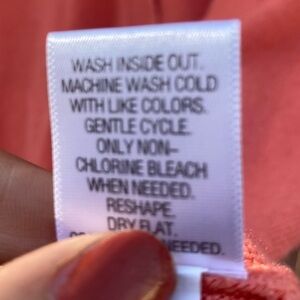 WASH INSIDE OUT.
MACHINE WASH COLD
WITH LIKE COLORS.
GENTLE CYCLE.
ONLY NON-
CHLORINE BLEACH
WHEN NEEDED.
RESHAPE.
DRY FLAT.
NEEDED.